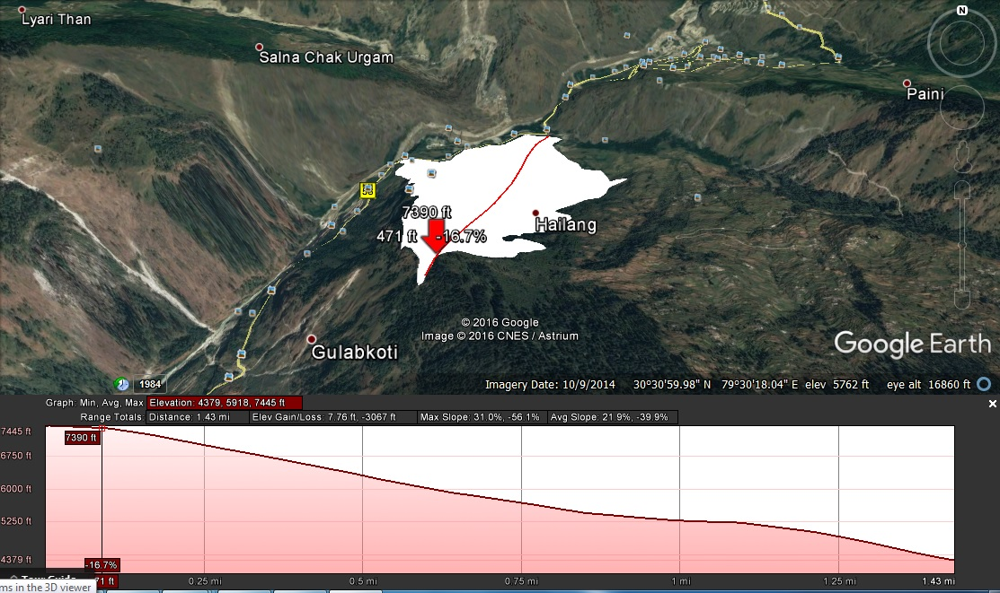 Lyari Than
N
Salna Chak Urgam
Paini
7390 ft
Hailang
471 ft -16.7%
© 2016 Google
Image © 2016 CNES / Astrium
Gulabkoti
Google Earth
1984
Imagery Date: 10/9/2014 30°30'59.98" N 79°30'18.04" E elev 5762 ft eye alt 16860 ft
Graph: Min, Avg, Max Elevation: 4379, 5918, 7445 ft
Range Totals: Distance: 1.43 mi Elev Gain/Loss: 7.76 ft, -3067 ft Max Slope: 31.0%, -56.1% Avg Slope: 21.9%, -39.9%
7445 ft
7390 ft
6750 ft
6000 ft
5250 ft
4379 ft
-16.7%
Tour Guide 71 ft 0.25 mi 0.5 mi 0.75 mi 1 mi 1.25 mi 1.43 mi
ms in the 3D viewer